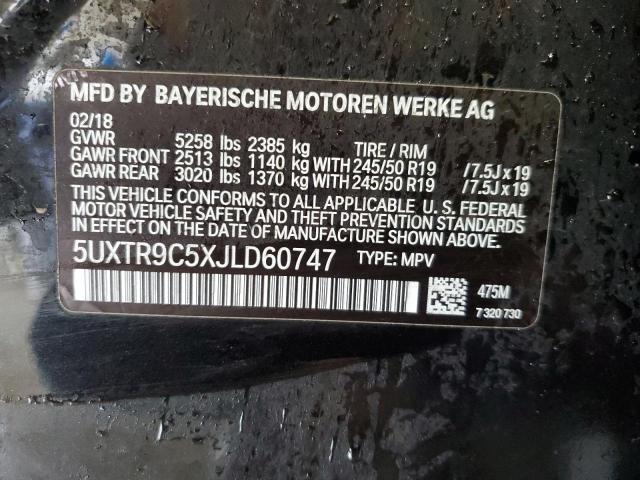 MFD BY BAYERISCHE MOTOREN WERKE AG
02/18
GVWR 5258 lbs 2385 kg TIRE / RIM
GAWR FRONT 2513 lbs 1140 kg WITH 245/50 R19 /7.5J x 19
GAWR REAR 3020 lbs 1370 kg WITH 245/50 R19 /7.5J x 19
THIS VEHICLE CONFORMS TO ALL APPLICABLE U. S. FEDERAL
MOTOR VEHICLE SAFETY AND THEFT PREVENTION STANDARDS
IN EFFECT ON THE DATE OF MANUFACTURE SHOWN ABOVE.
5UXTR9C5XJLD60747 TYPE: MPV
475M
7 320 730